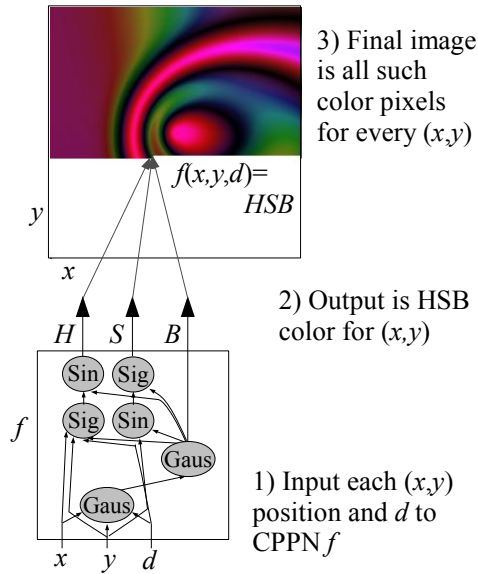 3) Final image
is all such
color pixels
for every (x,y)
f(x,y,d)=
HSB
y
x
2) Output is HSB
color for (x,y)
H S B
Sin Sig
f
Sig Sin
Gaus
Gaus
1) Input each (x,y)
position and d to
CPPN f
x y d